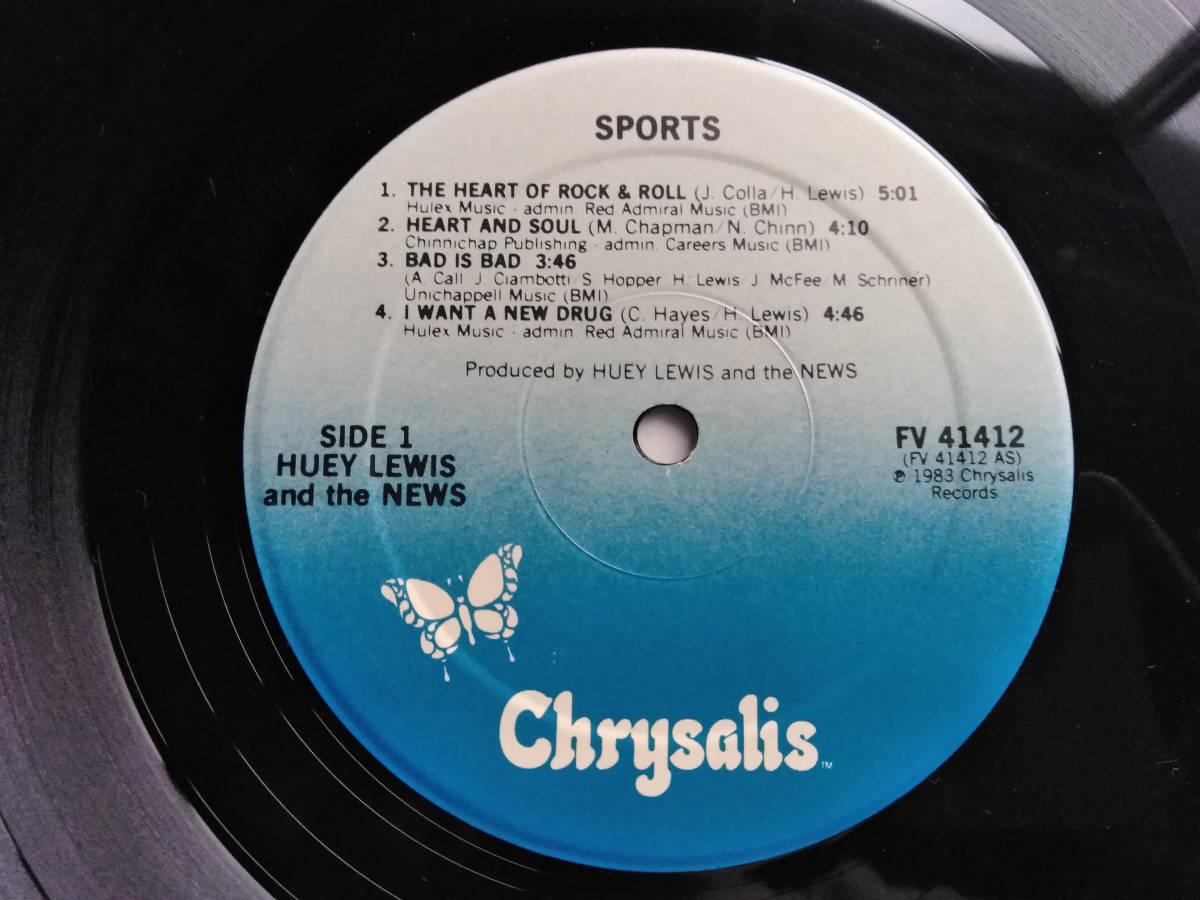 SPORTS
1. THE HEART OF ROCK & ROLL (J. Colla/H. Lewis) 5:01
Hulex Music - admin. Red Admiral Music (BMI)
2. HEART AND SOUL (M. Chapman/N. Chinn) 4:10
Chinnichap Publishing - admin. Careers Music (BMI)
3. BAD IS BAD 3:46
(A. Call/J. Ciambotti/S. Hopper/H. Lewis/J. McFee/M. Schriner)
Unichappell Music (BMI)
4. I WANT A NEW DRUG (C. Hayes/H. Lewis) 4:46
Hulex Music - admin. Red Admiral Music (BMI)
Produced by HUEY LEWIS and the NEWS
SIDE 1
HUEY LEWIS
and the NEWS
FV 41412
(FV 41412 AS)
℗ 1983 Chrysalis
Records
Chrysalis TM